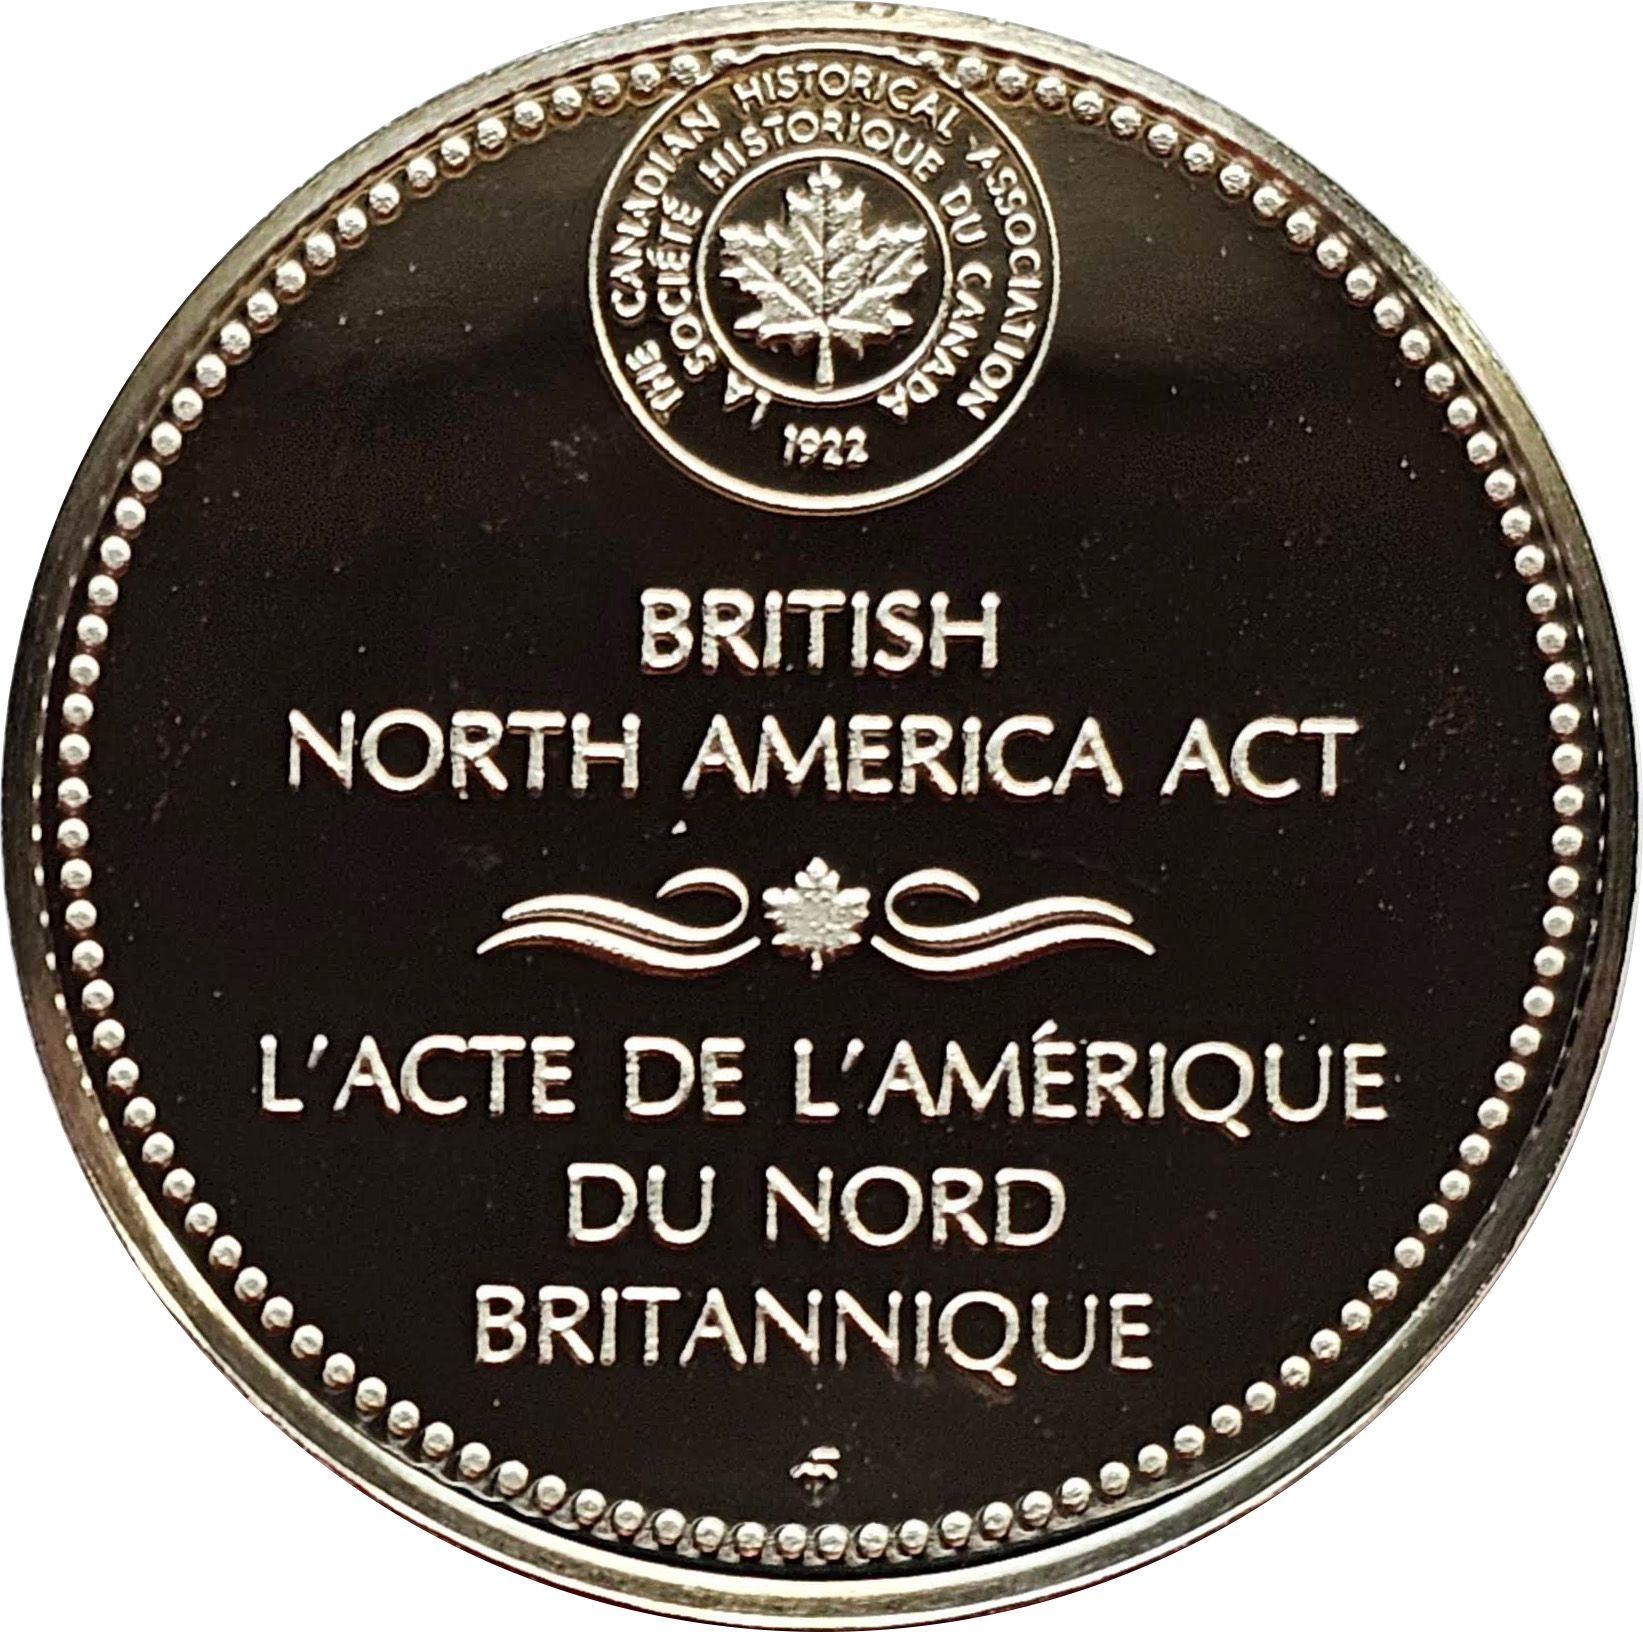 THE CANADIAN HISTORICAL ASSOCIATION
LA SOCIÉTÉ HISTORIQUE DU CANADA
1922
BRITISH
NORTH AMERICA ACT
L'ACTE DE L'AMÉRIQUE
DU NORD
BRITANNIQUE